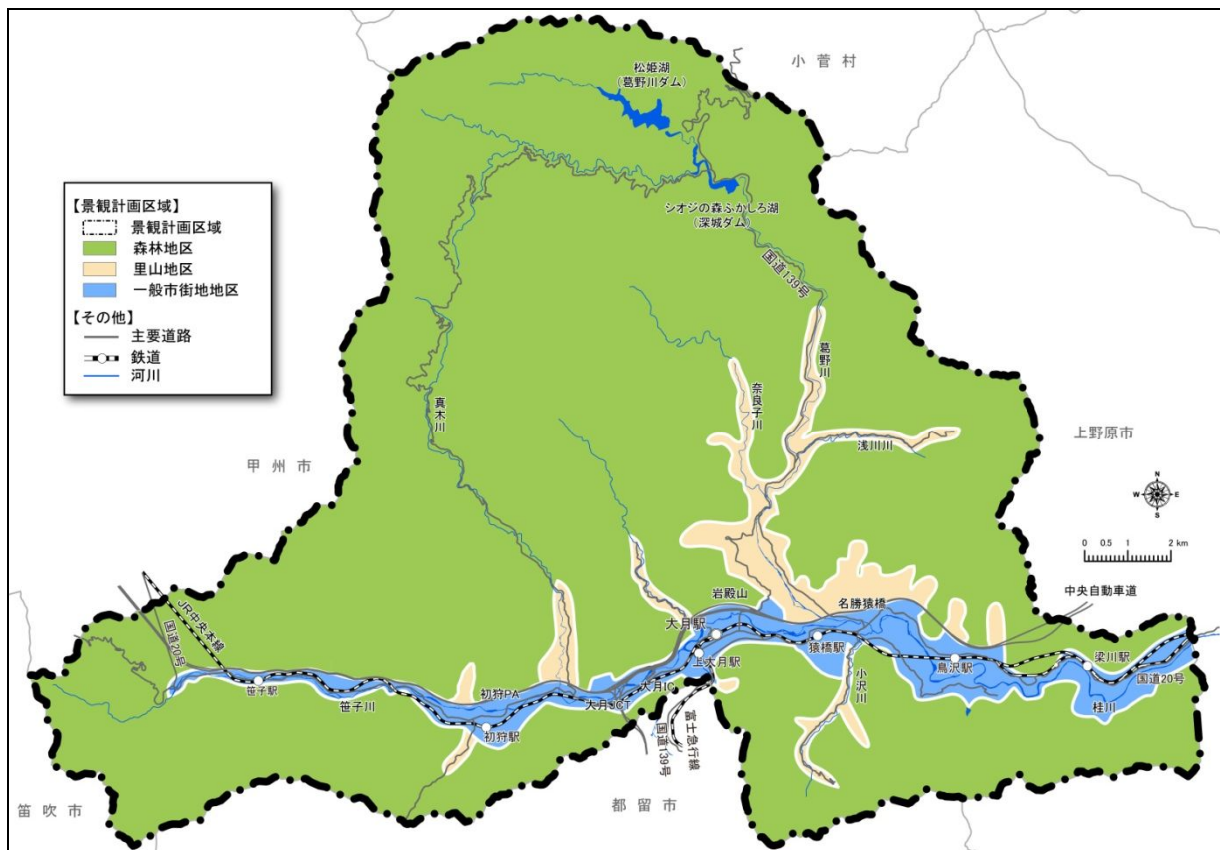 小菅村
松姫湖
（葛野川ダム）
シオジの森ふかしろ湖
（深城ダム）
国道139号
【景観計画区域】
景観計画区域
森林地区
里山地区
一般市街地地区
【その他】
主要道路
鉄道
河川
葛野川
奈良子川
浅川川
真木川
甲州市
上野原市
N
W
E
S
0 0.5 1 2 km
中央自動車道
JR中央本線
国道20号
岩殿山
名勝猿橋
大月駅
上大月駅
猿橋駅
鳥沢駅
梁川駅
国道20号
桂川
笹子駅
笹子川
初狩PA
初狩駅
大月JCT
大月IC
小沢川
富士急行線
国道139号
都留市
笛吹市